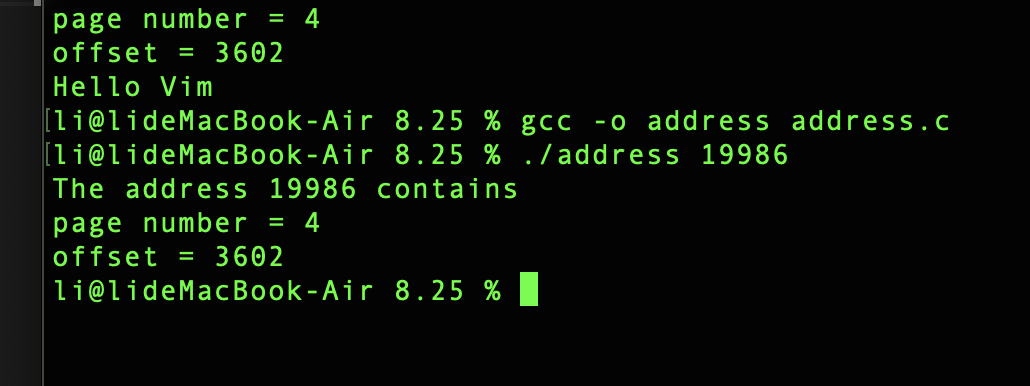 page number = 4
offset = 3602
Hello Vim
[li@lideMacBook-Air 8.25 % gcc -o address address.c
[li@lideMacBook-Air 8.25 % ./address 19986
The address 19986 contains
page number = 4
offset = 3602
li@lideMacBook-Air 8.25 %